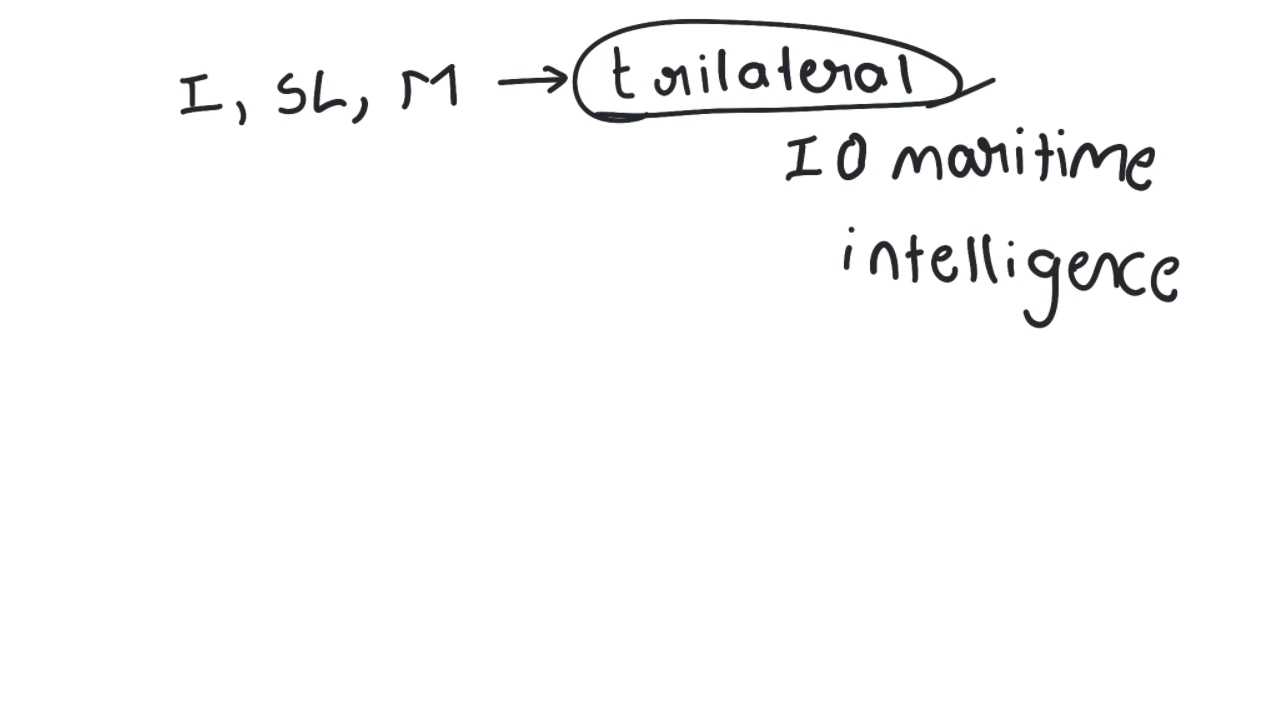 I, SL, M → trilateral
IO maritime
intelligence